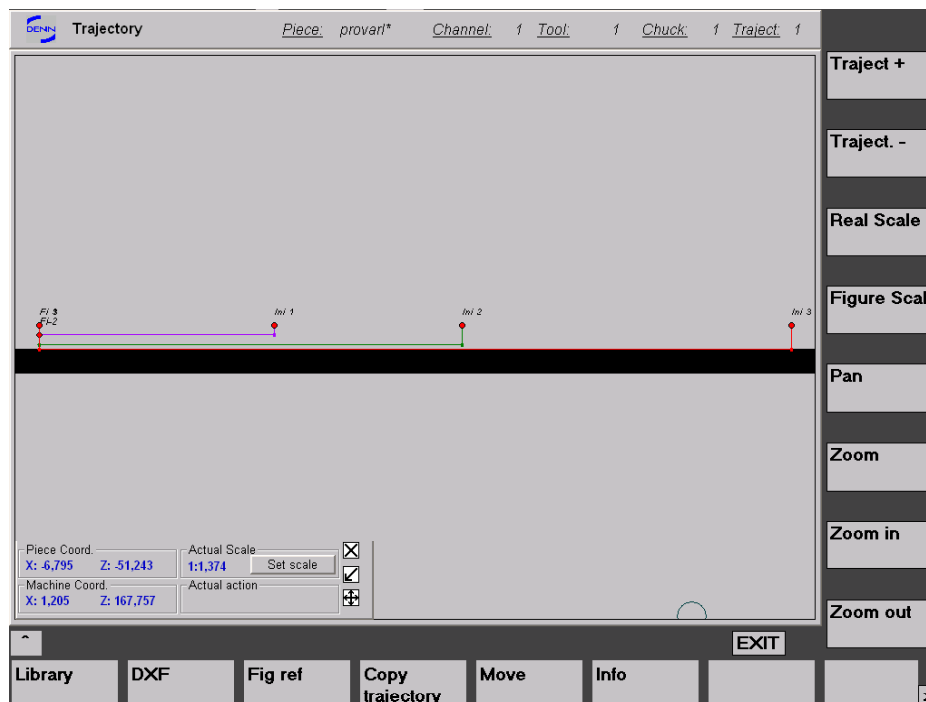 DENN Trajectory Piece: provarl* Channel: 1 Tool: 1 Chuck: 1 Traject: 1
Traject +
Traject. -
Real Scale
Figure Scal
Pan
Zoom
Zoom in
Zoom out
Ini 1 Ini 2 Ini 3
Fi-2
Piece Coord. Actual Scale
X: -6,795 Z: -51,243 1:1,374 Set scale
Machine Coord. Actual action
X: 1,205 Z: 167,757
^ EXIT
Library DXF Fig ref Copy Move Info
trajectory